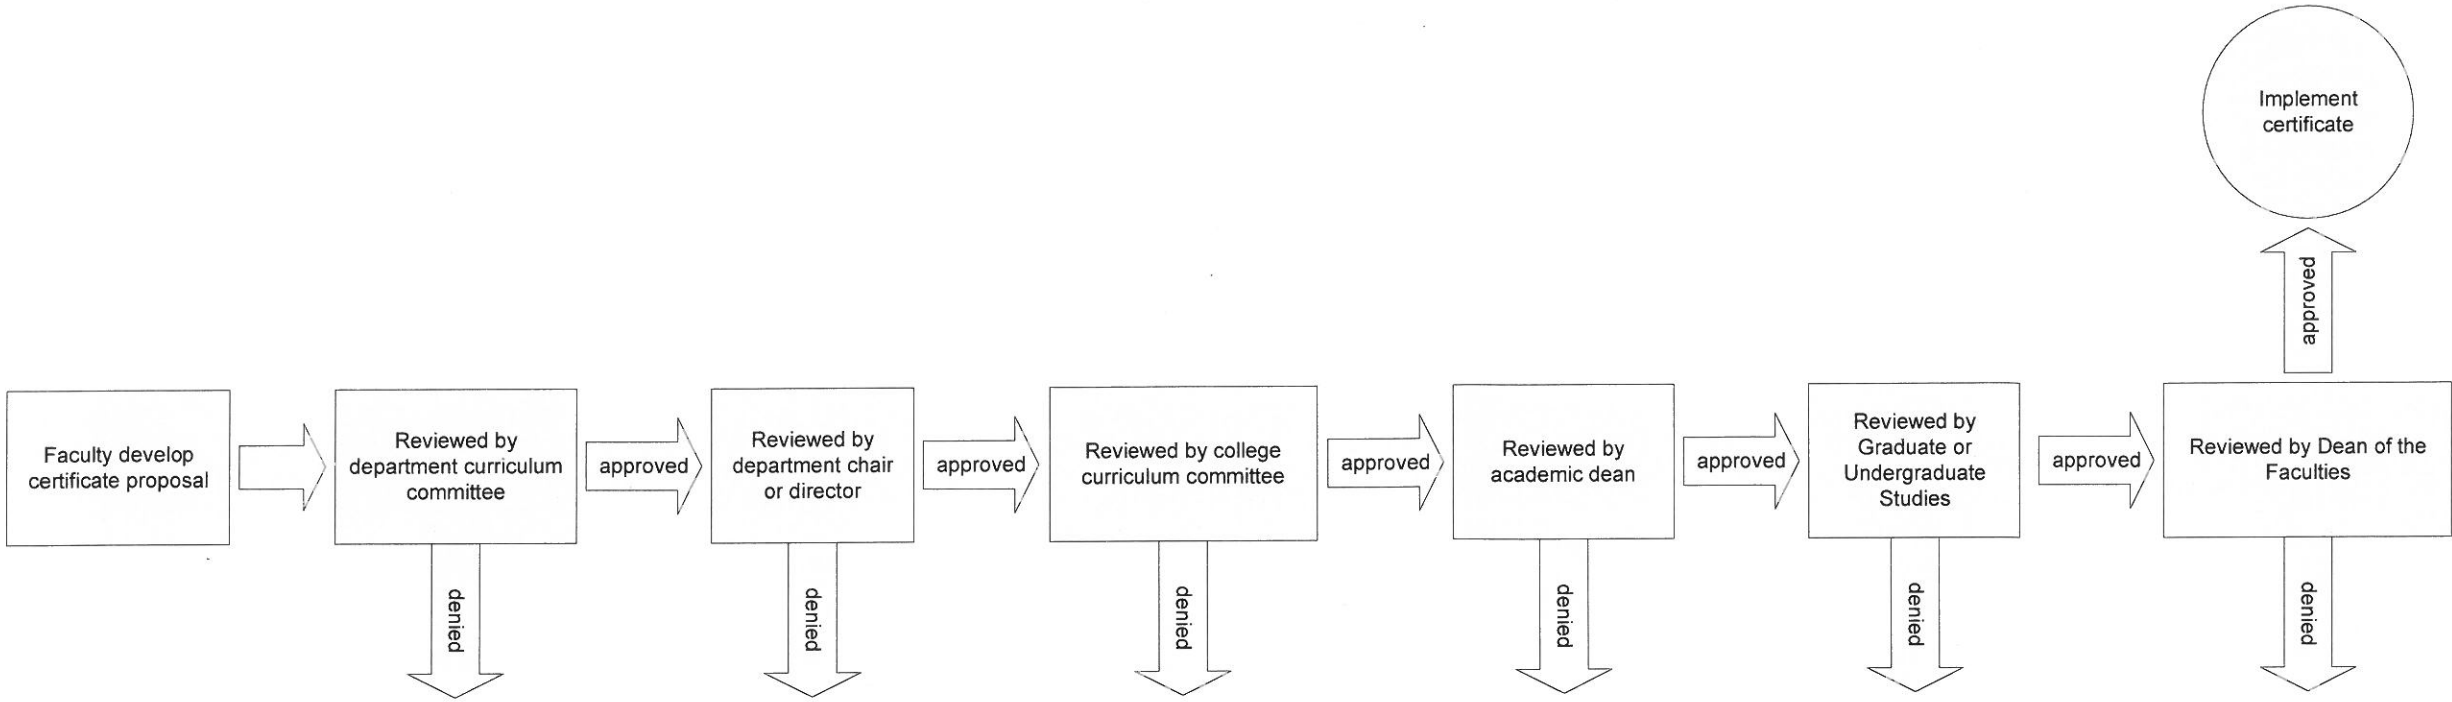 Implement
certificate
approved
Faculty develop
certificate proposal
Reviewed by
department curriculum
committee
approved
Reviewed by
department chair
or director
approved
Reviewed by college
curriculum committee
approved
Reviewed by
academic dean
approved
Reviewed by
Graduate or
Undergraduate
Studies
approved
Reviewed by Dean of the
Faculties
denied
denied
denied
denied
denied
denied